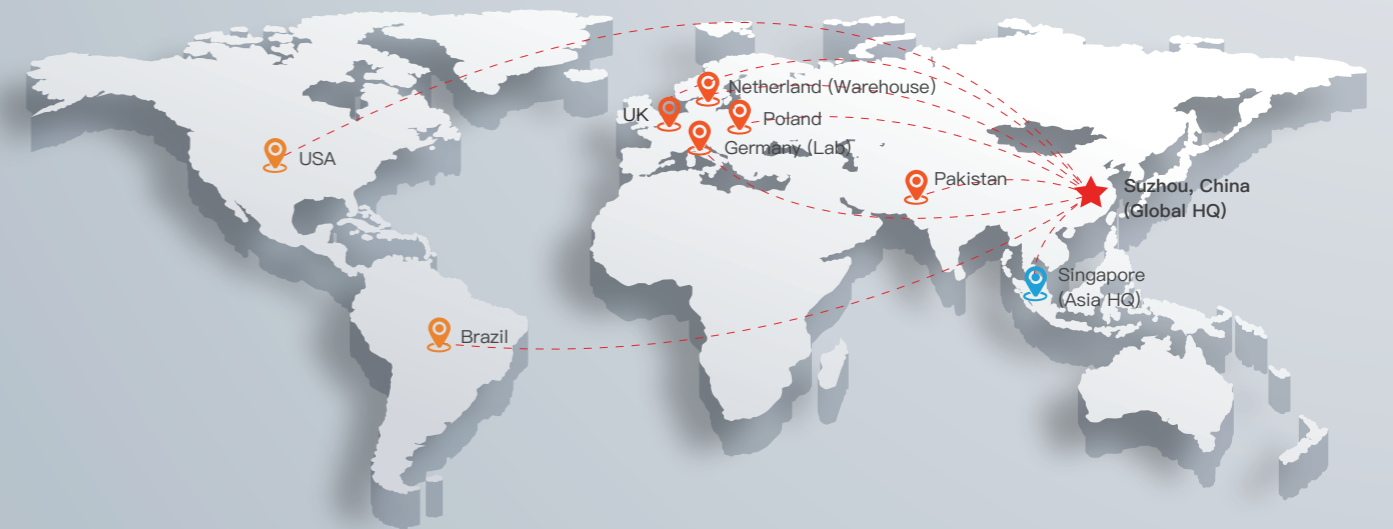 Netherland (Warehouse)
UK
Poland
Germany (Lab)
USA
Pakistan
Suzhou, China
(Global HQ)
Singapore
(Asia HQ)
Brazil